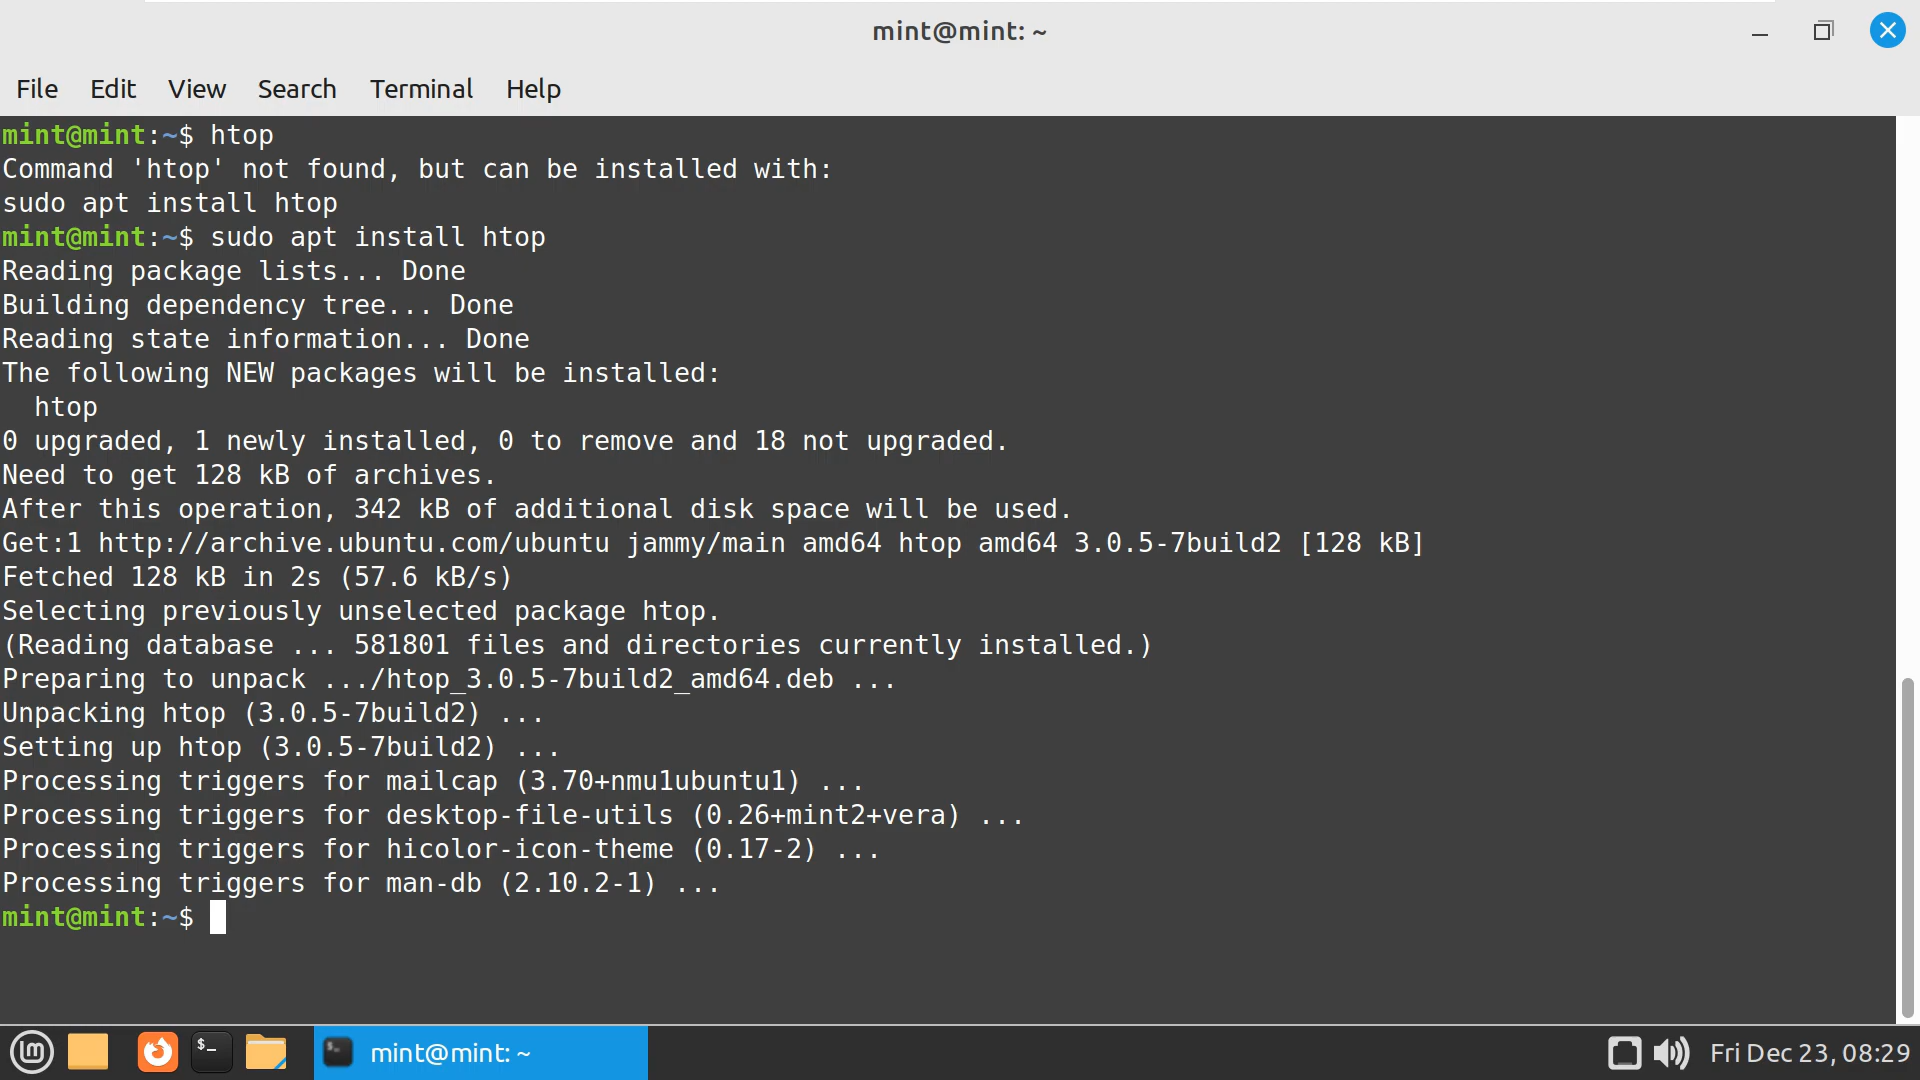 mint@mint: ~
File Edit View Search Terminal Help
mint@mint:~$ htop
Command 'htop' not found, but can be installed with:
sudo apt install htop
mint@mint:~$ sudo apt install htop
Reading package lists... Done
Building dependency tree... Done
Reading state information... Done
The following NEW packages will be installed:
  htop
0 upgraded, 1 newly installed, 0 to remove and 18 not upgraded.
Need to get 128 kB of archives.
After this operation, 342 kB of additional disk space will be used.
Get:1 http://archive.ubuntu.com/ubuntu jammy/main amd64 htop amd64 3.0.5-7build2 [128 kB]
Fetched 128 kB in 2s (57.6 kB/s)
Selecting previously unselected package htop.
(Reading database ... 581801 files and directories currently installed.)
Preparing to unpack .../htop_3.0.5-7build2_amd64.deb ...
Unpacking htop (3.0.5-7build2) ...
Setting up htop (3.0.5-7build2) ...
Processing triggers for mailcap (3.70+nmu1ubuntu1) ...
Processing triggers for desktop-file-utils (0.26+mint2+vera) ...
Processing triggers for hicolor-icon-theme (0.17-2) ...
Processing triggers for man-db (2.10.2-1) ...
mint@mint:~$
$_ mint@mint: ~ Fri Dec 23, 08:29